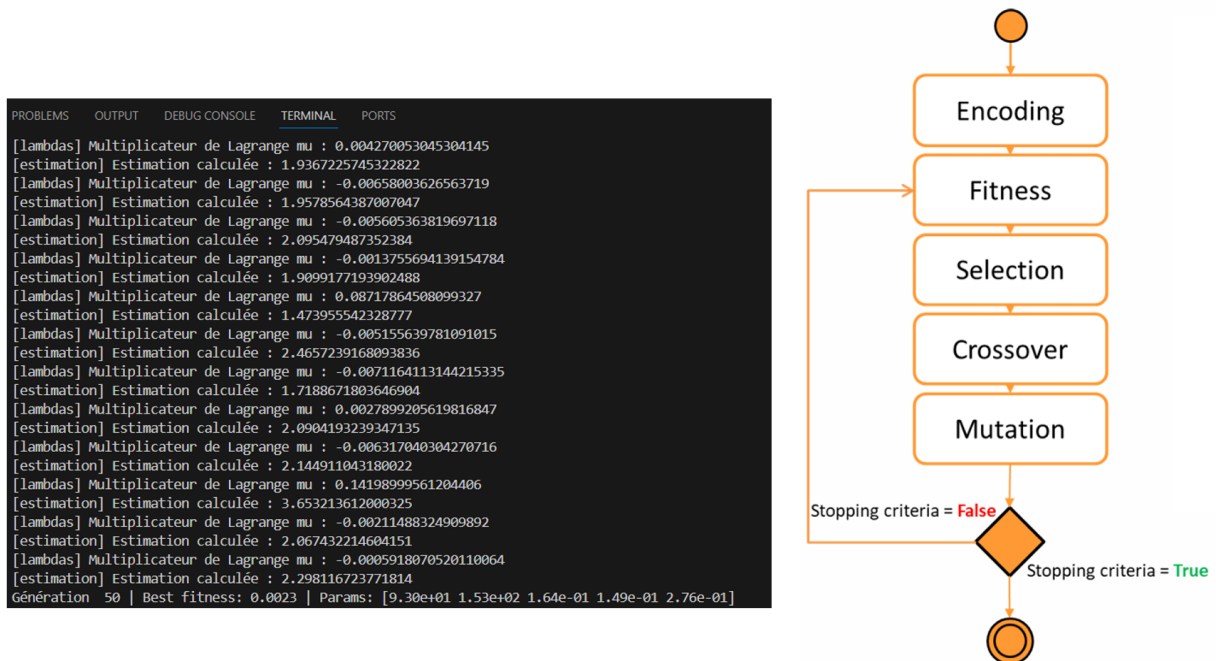 PROBLEMS OUTPUT DEBUG CONSOLE TERMINAL PORTS
[lambdas] Multiplicateur de Lagrange mu : 0.004270053045304145
[estimation] Estimation calculée : 1.9367225745322822
[lambdas] Multiplicateur de Lagrange mu : -0.00658003626563719
[estimation] Estimation calculée : 1.9578564387007047
[lambdas] Multiplicateur de Lagrange mu : -0.005605363819697118
[estimation] Estimation calculée : 2.095479487352384
[lambdas] Multiplicateur de Lagrange mu : -0.0013755694139154784
[estimation] Estimation calculée : 1.9099177193902488
[lambdas] Multiplicateur de Lagrange mu : 0.08717864508099327
[estimation] Estimation calculée : 1.473955542328777
[lambdas] Multiplicateur de Lagrange mu : -0.005155639781091015
[estimation] Estimation calculée : 2.4657239168093836
[lambdas] Multiplicateur de Lagrange mu : -0.0071164113144215335
[estimation] Estimation calculée : 1.7188671803646904
[lambdas] Multiplicateur de Lagrange mu : 0.0027899205619816847
[estimation] Estimation calculée : 2.0904193239347135
[lambdas] Multiplicateur de Lagrange mu : -0.006317040304270716
[estimation] Estimation calculée : 2.144911043180022
[lambdas] Multiplicateur de Lagrange mu : 0.14198999561204406
[estimation] Estimation calculée : 3.653213612000325
[lambdas] Multiplicateur de Lagrange mu : -0.00211488324909892
[estimation] Estimation calculée : 2.067432214604151
[lambdas] Multiplicateur de Lagrange mu : -0.0005918070520110064
[estimation] Estimation calculée : 2.298116723771814
Génération 50 | Best fitness: 0.0023 | Params: [9.30e+01 1.53e+02 1.64e-01 1.49e-01 2.76e-01]
Encoding
Fitness
Selection
Crossover
Mutation
Stopping criteria = False
Stopping criteria = True